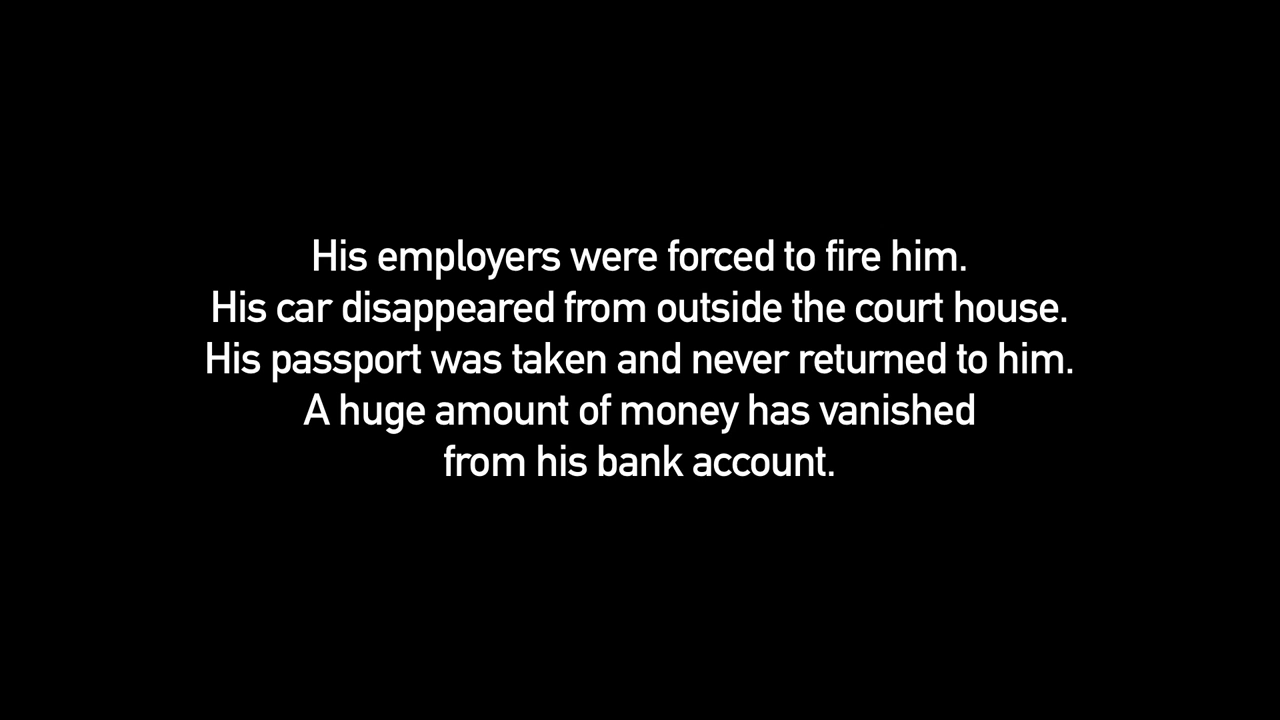 His employers were forced to fire him.
His car disappeared from outside the court house.
His passport was taken and never returned to him.
A huge amount of money has vanished
from his bank account.